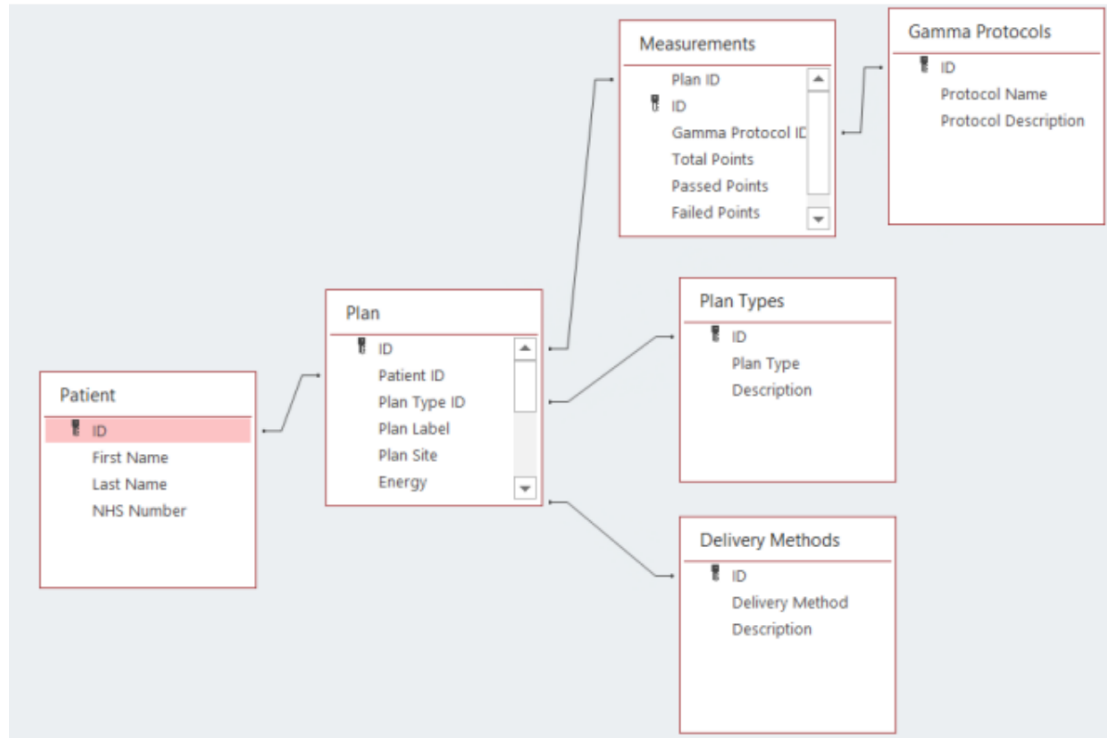 Patient
ID
First Name
Last Name
NHS Number
Plan
ID
Patient ID
Plan Type ID
Plan Label
Plan Site
Energy
Measurements
Plan ID
ID
Gamma Protocol ID
Total Points
Passed Points
Failed Points
Gamma Protocols
ID
Protocol Name
Protocol Description
Plan Types
ID
Plan Type
Description
Delivery Methods
ID
Delivery Method
Description